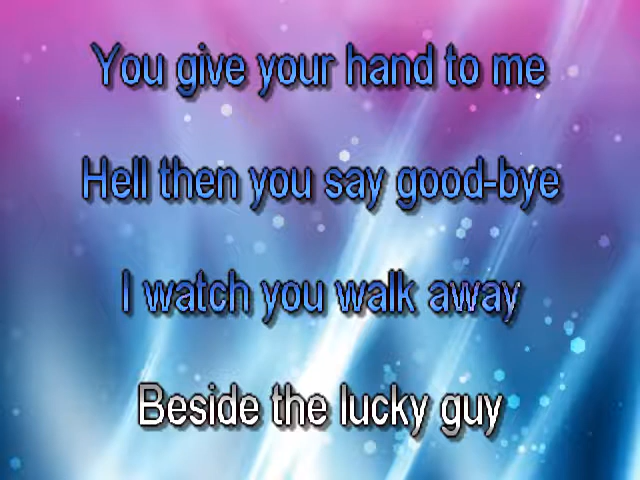 You give your hand to me
Hell then you say good-bye
I watch you walk away
Beside the lucky guy